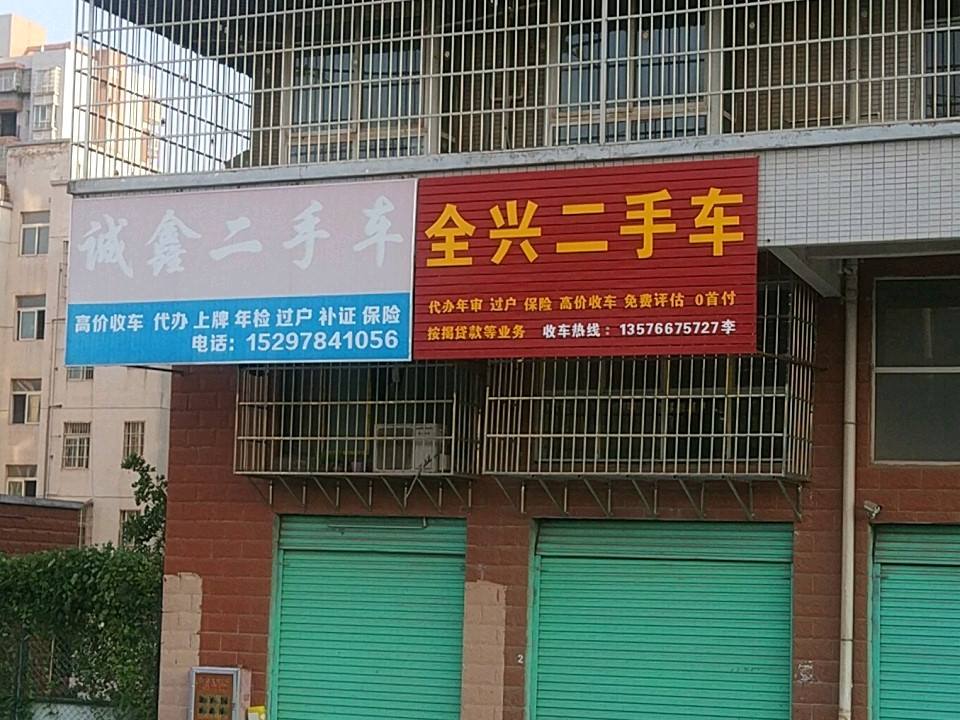 诚鑫二手车
高价收车 代办 上牌 年检 过户 补证 保险
电话：15297841056
全兴二手车
代办年审 过户 保险 高价收车 免费评估 0首付
按揭贷款等业务 收车热线：13576675727李
2